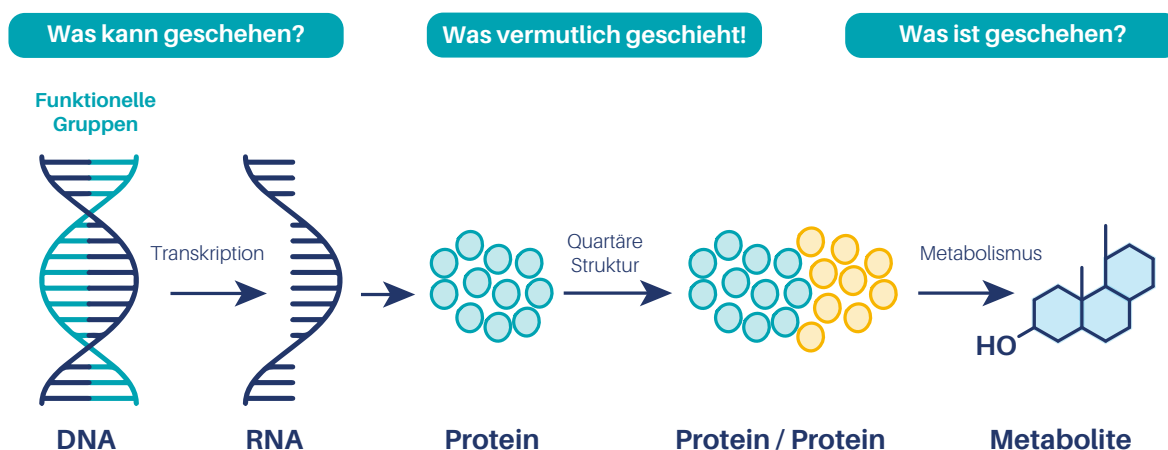 Was kann geschehen?
Was vermutlich geschieht!
Was ist geschehen?
Funktionelle
Gruppen
Transkription
Quartäre
Struktur
Metabolismus
HO
DNA
RNA
Protein
Protein / Protein
Metabolite